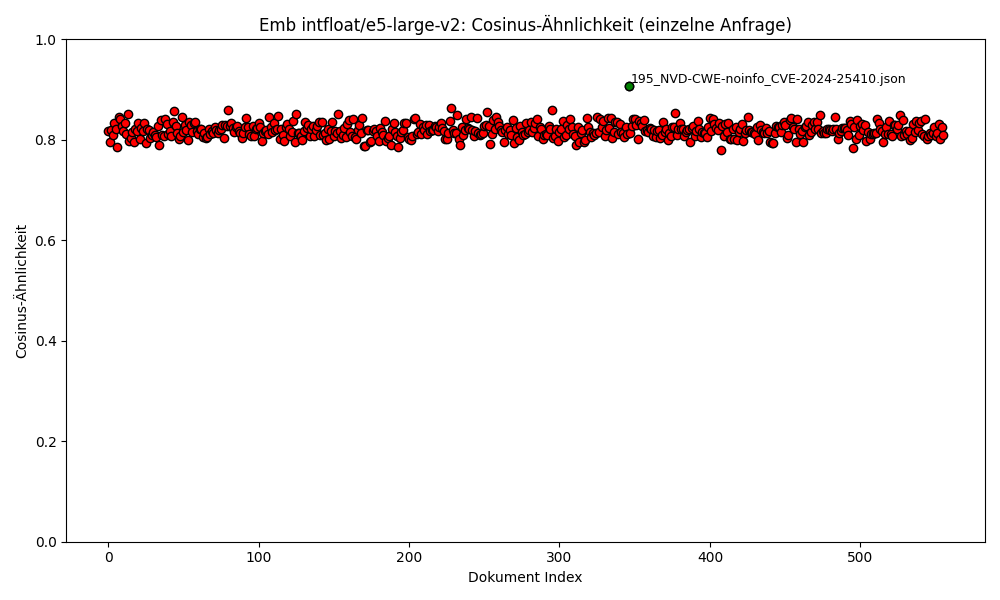 Emb intfloat/e5-large-v2: Cosinus-Ähnlichkeit (einzelne Anfrage)
1.0
195_NVD-CWE-noinfo_CVE-2024-25410.json
0.8
0.6
Cosinus-Ähnlichkeit
0.4
0.2
0.0
0 100 200 300 400 500
Dokument Index